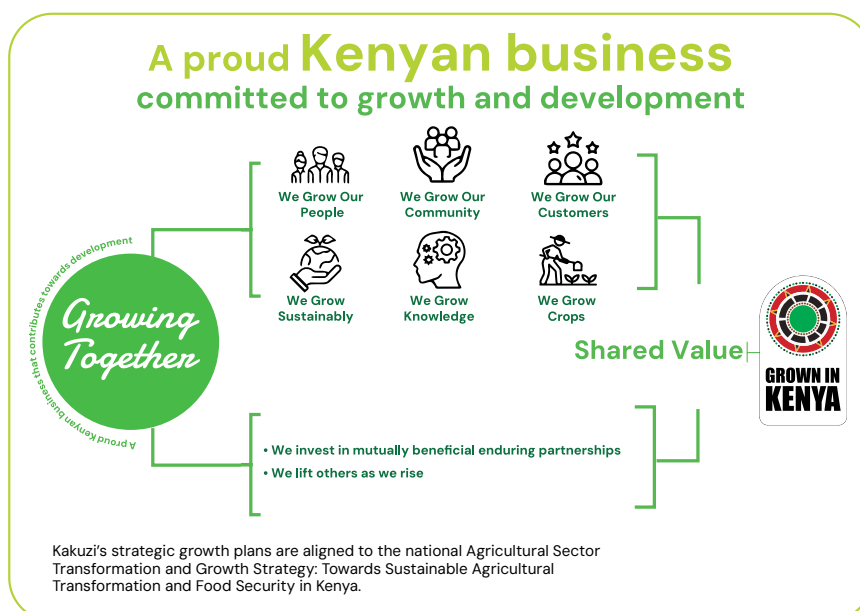 A proud Kenyan business
committed to growth and development
We Grow Our
People
We Grow Our
Community
We Grow Our
Customers
We Grow
Sustainably
We Grow
Knowledge
We Grow
Crops
A proud Kenyan business that contributes towards development
Growing
Together
Shared Value
GROWN IN
KENYA
• We invest in mutually beneficial enduring partnerships
• We lift others as we rise
Kakuzi’s strategic growth plans are aligned to the national Agricultural Sector
Transformation and Growth Strategy: Towards Sustainable Agricultural
Transformation and Food Security in Kenya.